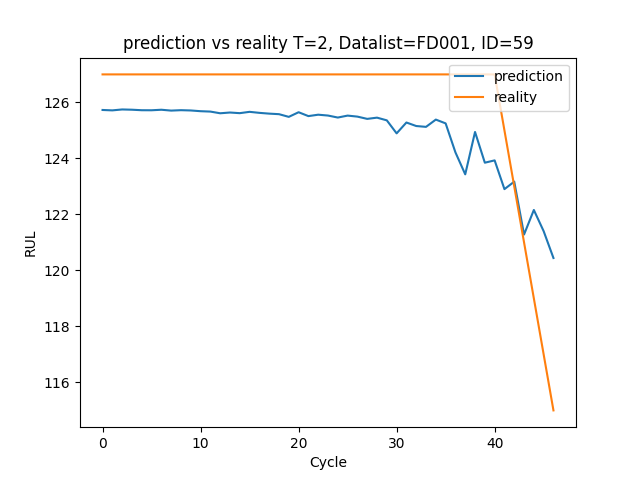 prediction vs reality T=2, Datalist=FD001, ID=59
prediction
reality
126
124
122
120
118
116
RUL
0 10 20 30 40
Cycle